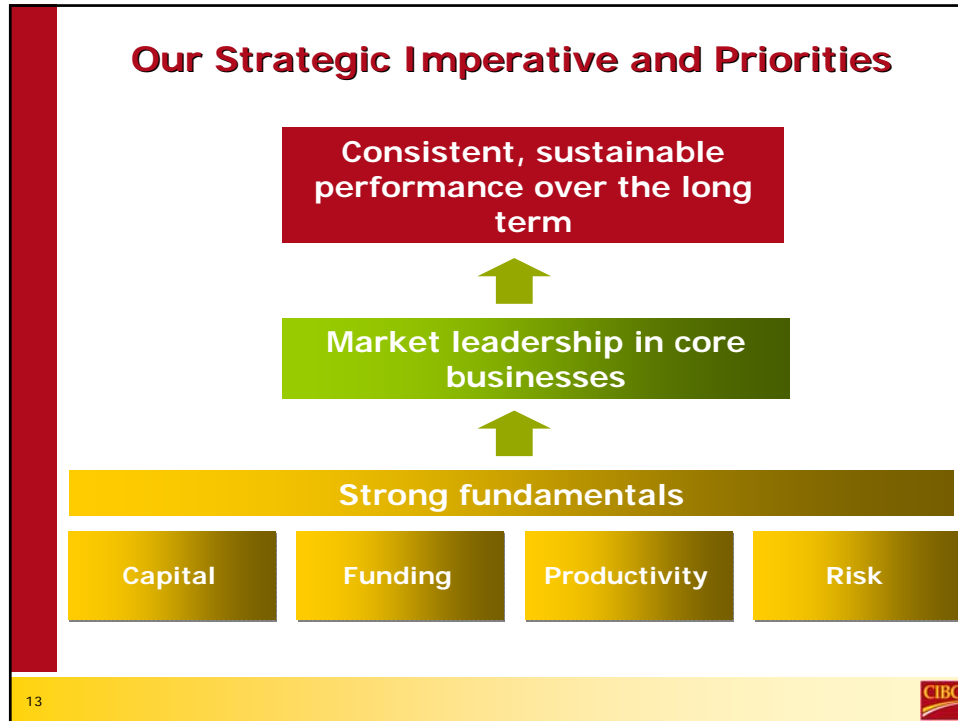 Our Strategic Imperative and Priorities
Consistent, sustainable
performance over the long
term
Market leadership in core
businesses
Strong fundamentals
Capital
Funding
Productivity
Risk
13
CIBC